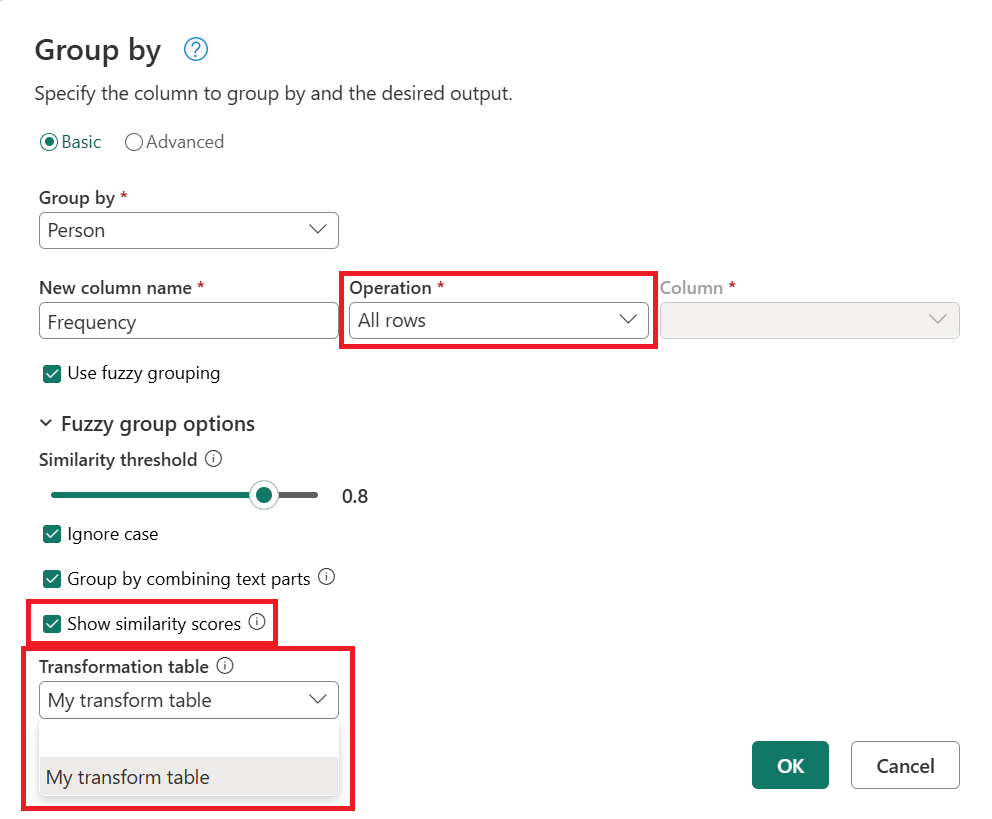 Group by ?
Specify the column to group by and the desired output.
Basic Advanced
Group by *
Person
New column name * Operation * Column *
Frequency All rows
Use fuzzy grouping
Fuzzy group options
Similarity threshold
0.8
Ignore case
Group by combining text parts
Show similarity scores
Transformation table
My transform table
My transform table
OK Cancel